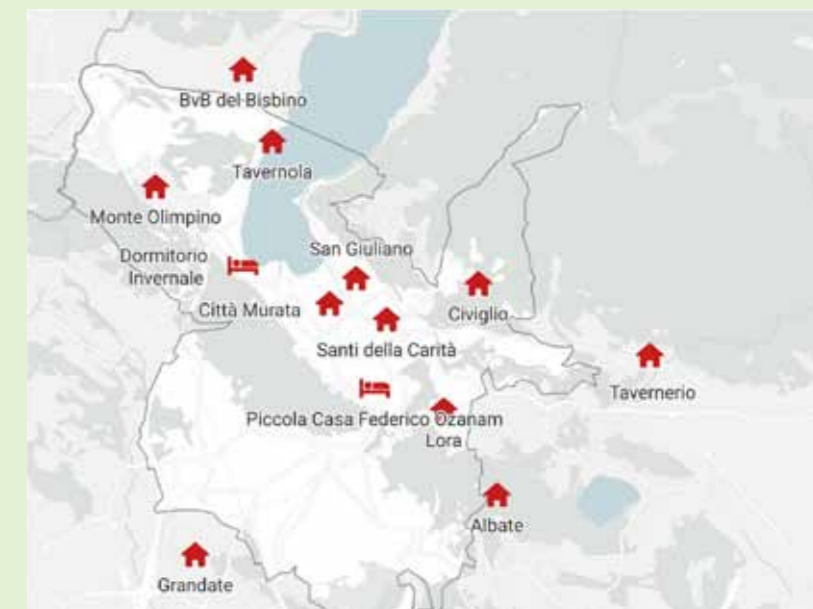 BvB del Bisbino
Tavernola
Monte Olimpino
Dormitorio
Invernale
San Giuliano
Città Murata
Civiglio
Santi della Carità
Tavernerio
Piccola Casa Federico Ozanam
Lora
Albate
Grandate